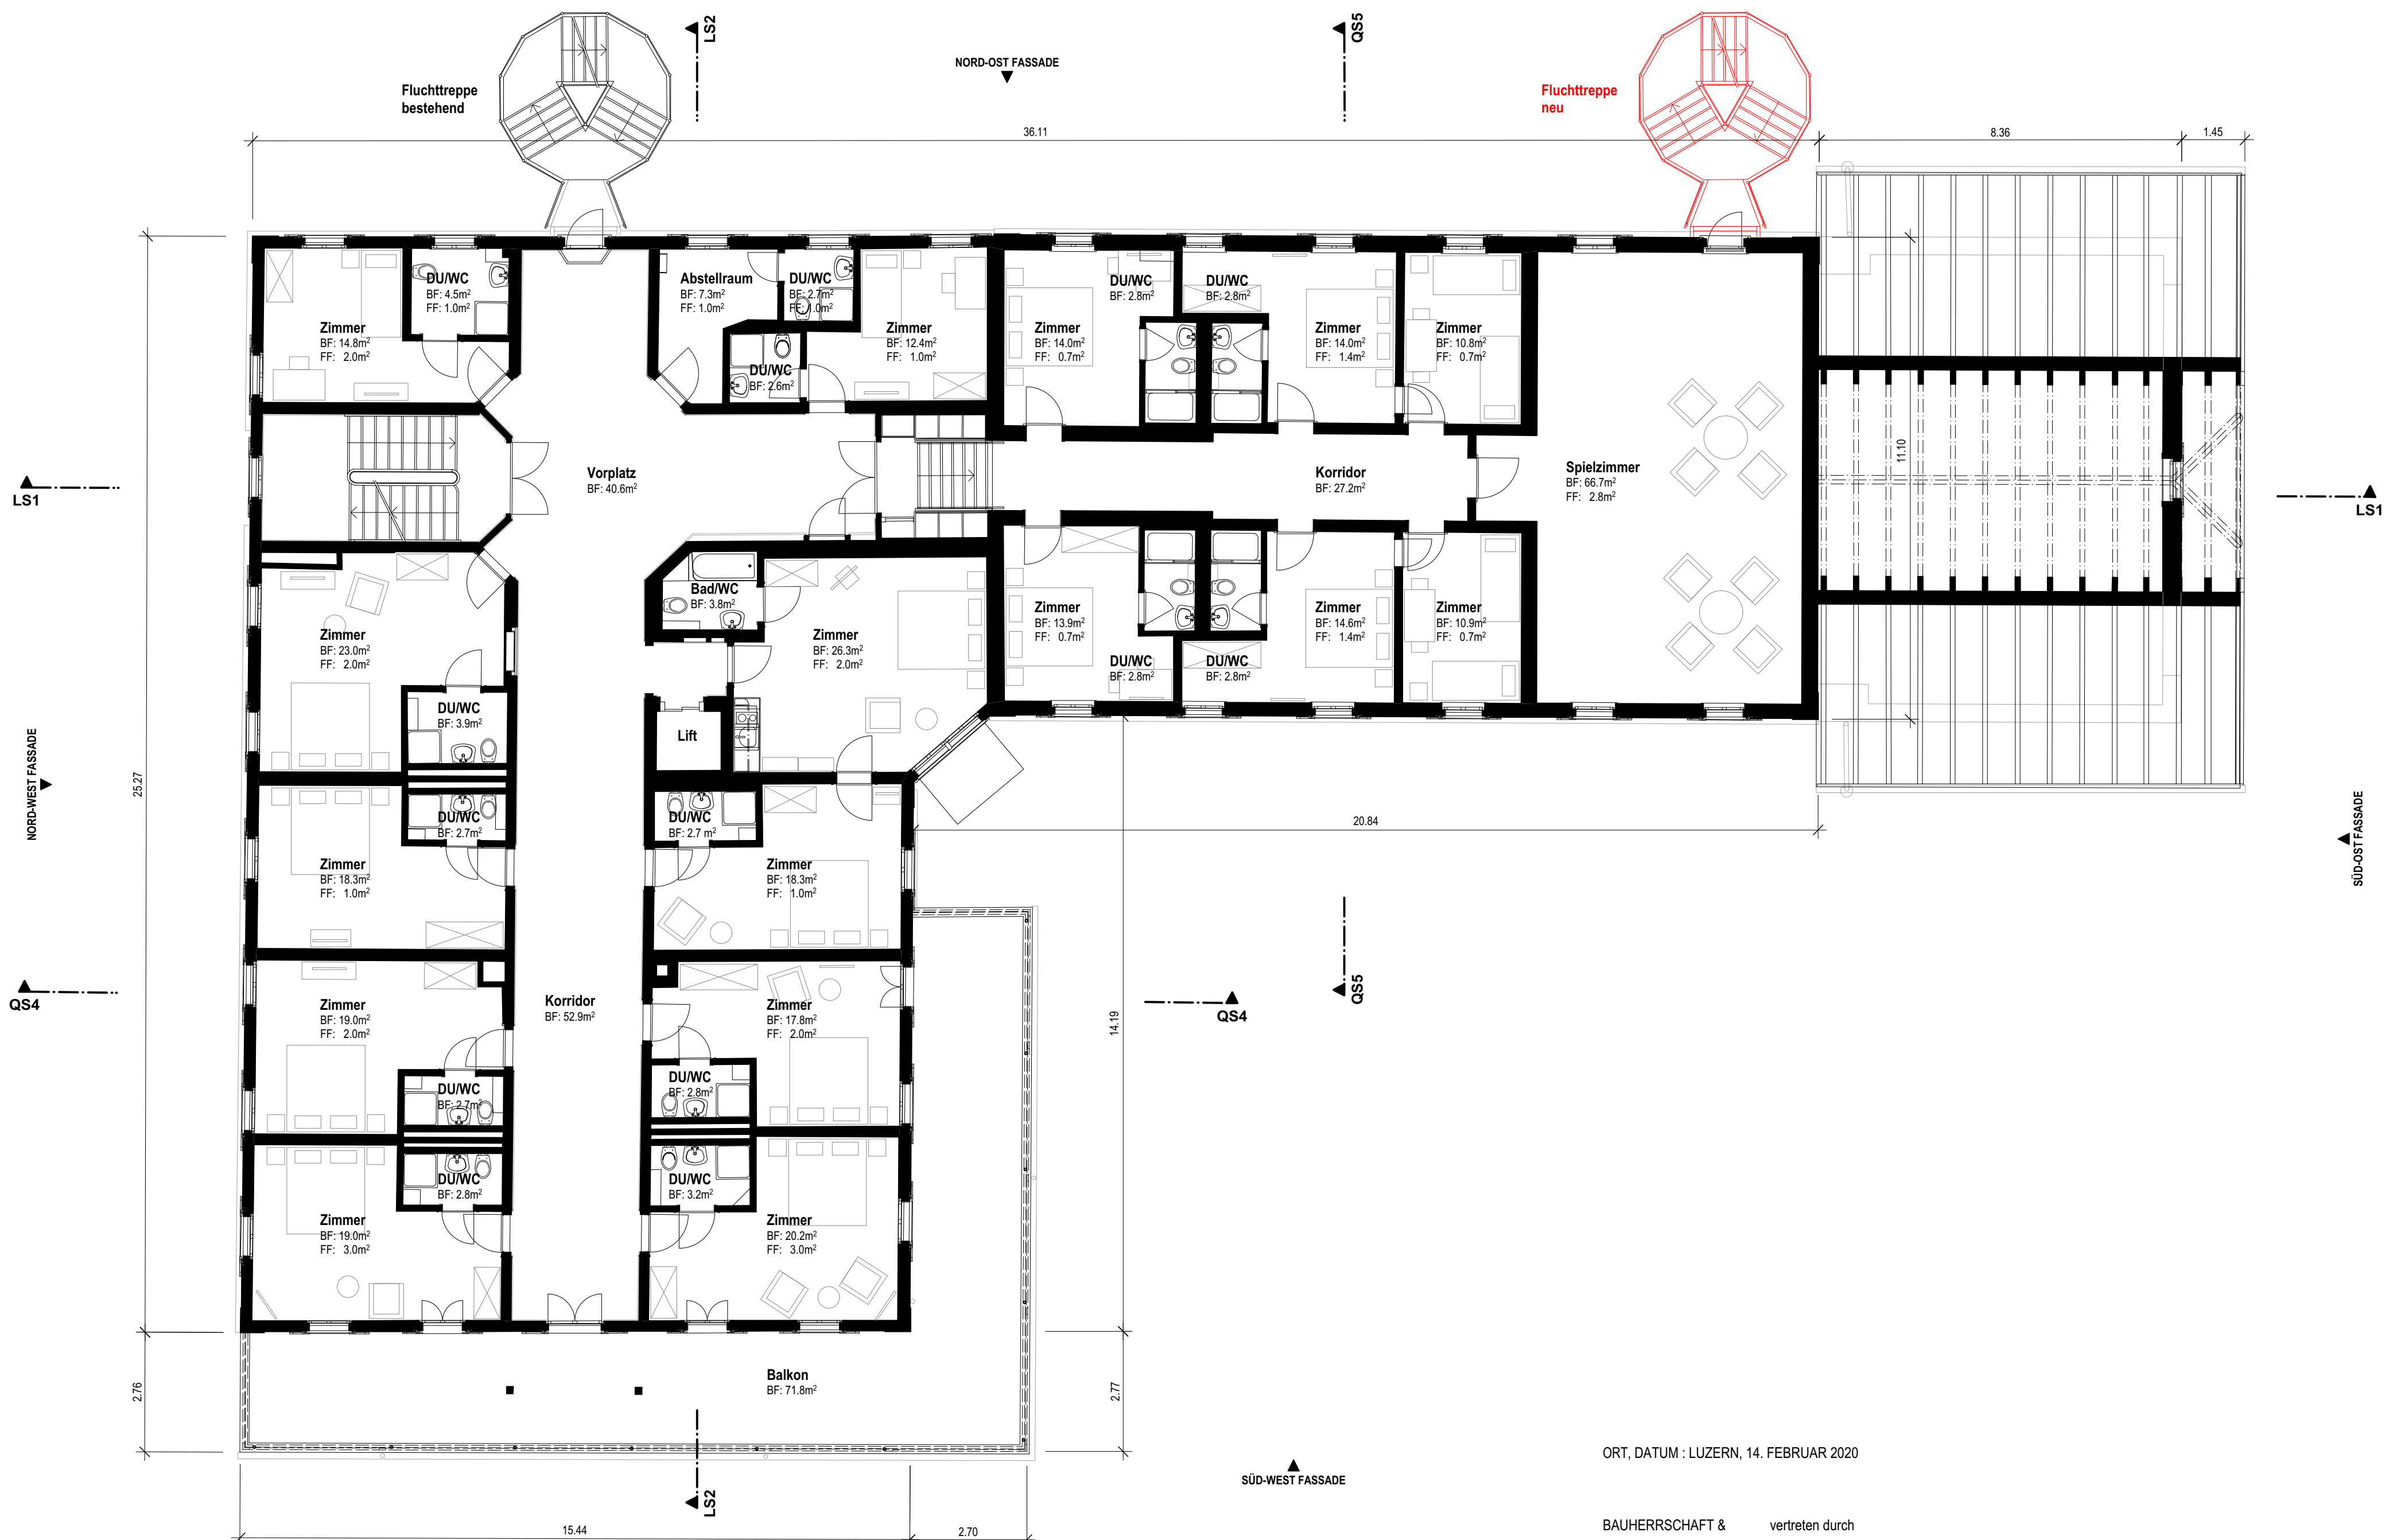 LS2
QS5
NORD-OST FASSADE
Fluchttreppe
bestehend
Fluchttreppe
neu
36.11
8.36
1.45
DU/WC
BF: 4.5m²
FF: 1.0m²
Abstellraum
BF: 7.3m²
FF: 1.0m²
DU/WC
BF: 2.7m²
FF: 1.0m²
DU/WC
BF: 2.8m²
DU/WC
BF: 2.8m²
Zimmer
BF: 14.8m²
FF: 2.0m²
Zimmer
BF: 12.4m²
FF: 1.0m²
Zimmer
BF: 14.0m²
FF: 0.7m²
Zimmer
BF: 14.0m²
FF: 1.4m²
Zimmer
BF: 10.8m²
FF: 0.7m²
DU/WC
BF: 2.6m²
11.10
Vorplatz
BF: 40.6m²
Korridor
BF: 27.2m²
Spielzimmer
BF: 66.7m²
FF: 2.8m²
LS1
LS1
Bad/WC
BF: 3.8m²
Zimmer
BF: 23.0m²
FF: 2.0m²
Zimmer
BF: 26.3m²
FF: 2.0m²
Zimmer
BF: 13.9m²
FF: 0.7m²
Zimmer
BF: 14.6m²
FF: 1.4m²
Zimmer
BF: 10.9m²
FF: 0.7m²
DU/WC
BF: 2.8m²
DU/WC
BF: 2.8m²
DU/WC
BF: 3.9m²
Lift
NORD-WEST FASSADE
25.27
20.84
SÜD-OST FASSADE
DU/WC
BF: 2.7m²
DU/WC
BF: 2.7 m²
Zimmer
BF: 18.3m²
FF: 1.0m²
Zimmer
BF: 18.3m²
FF: 1.0m²
QS4
QS5
QS4
14.19
Zimmer
BF: 19.0m²
FF: 2.0m²
Korridor
BF: 52.9m²
Zimmer
BF: 17.8m²
FF: 2.0m²
DU/WC
BF: 2.7m²
DU/WC
BF: 2.8m²
DU/WC
BF: 2.8m²
DU/WC
BF: 3.2m²
Zimmer
BF: 19.0m²
FF: 3.0m²
Zimmer
BF: 20.2m²
FF: 3.0m²
2.76
Balkon
BF: 71.8m²
2.77
ORT, DATUM : LUZERN, 14. FEBRUAR 2020
SÜD-WEST FASSADE
LS2
15.44
2.70
BAUHERRSCHAFT & vertreten durch